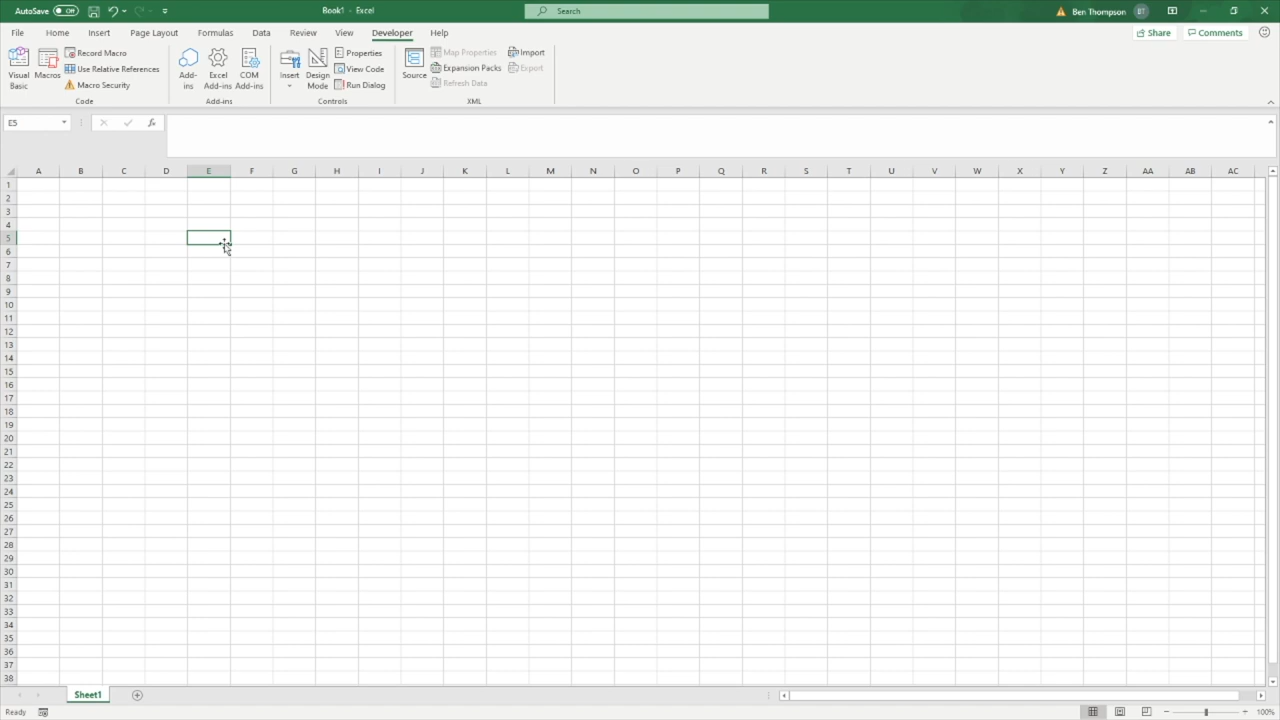 AutoSave Off Book1 - Excel Search Ben Thompson BT
File Home Insert Page Layout Formulas Data Review View Developer Help Share Comments
Visual Basic
Macros
Record Macro
Use Relative References
Macro Security
Code
Add-ins
Excel Add-ins
COM Add-ins
Add-ins
Insert
Design Mode
Properties
View Code
Run Dialog
Controls
Source
Map Properties
Expansion Packs
Refresh Data
Import
Export
XML
E5 fx
A B C D E F G H I J K L M N O P Q R S T U V W X Y Z AA AB AC
1
2
3
4
5
6
7
8
9
10
11
12
13
14
15
16
17
18
19
20
21
22
23
24
25
26
27
28
29
30
31
32
33
34
35
36
37
38
Sheet1
Ready 100%